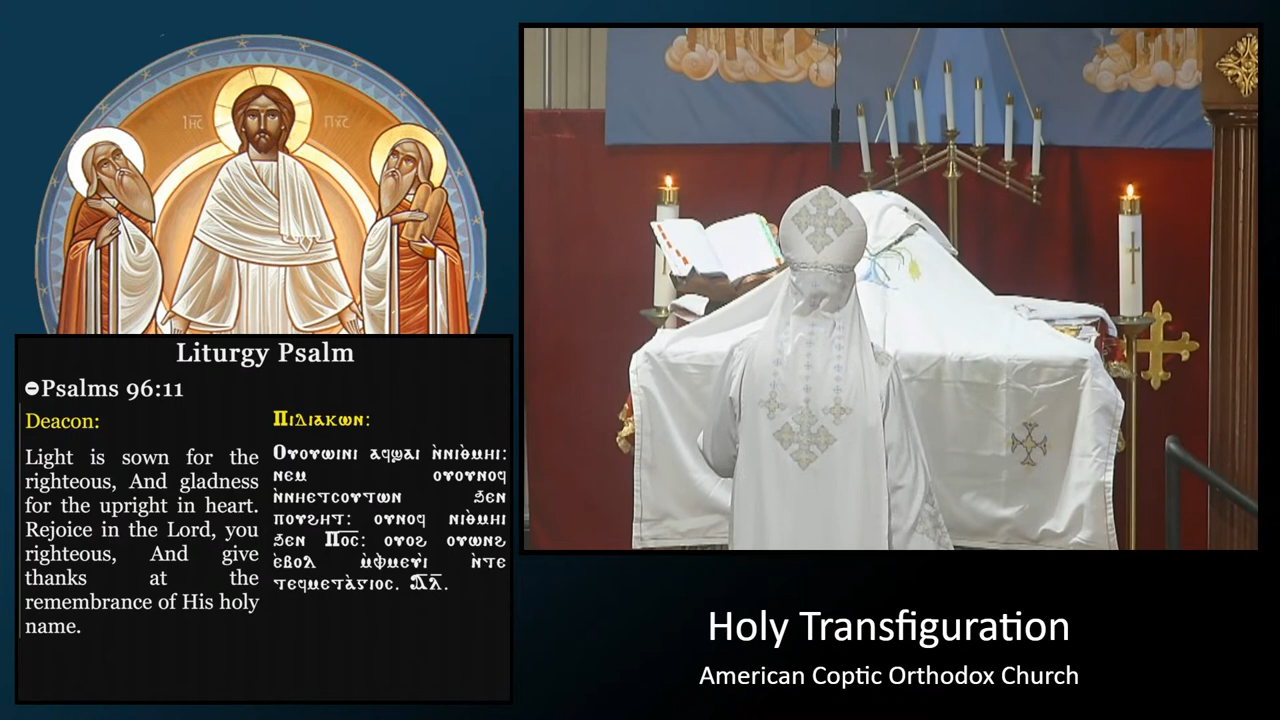 ⲒⲎⲤ ⲠⲬⲤ
Liturgy Psalm
Psalms 96:11
Deacon:
Light is sown for the
righteous, And gladness
for the upright in heart.
Rejoice in the Lord, you
righteous, And give
thanks at the
remembrance of His holy
name.
Ⲡⲓⲇⲓⲁⲕⲱⲛ:
Ⲟⲩⲟⲩⲱⲓⲛⲓ ⲁϥϣⲁⲓ ⲛ̀ⲛⲓⲑ̀ⲙⲏⲓ:
ⲛⲉⲙ ⲟⲩⲟⲩⲛⲟϥ
ⲛ̀ⲛⲏⲉⲧⲥⲟⲩⲧⲱⲛ ϧⲉⲛ
ⲡⲟⲩϩⲏⲧ: ⲟⲩⲛⲟϥ ⲛⲓⲑ̀ⲙⲏⲓ
ϧⲉⲛ Ⲡⲟ̅ⲥ̅: ⲟⲩⲟϩ ⲟⲩⲱⲛϩ
ⲉ̀ⲃⲟⲗ ⲙ̀ⲫ̀ⲙⲉⲩⲓ̀ ⲛ̀ⲧⲉ
ⲧⲉϥⲙⲉⲧⲁ̀ⲅⲓⲟⲥ. Ⲁ̅ⲗ̅.
Holy Transfiguration
American Coptic Orthodox Church